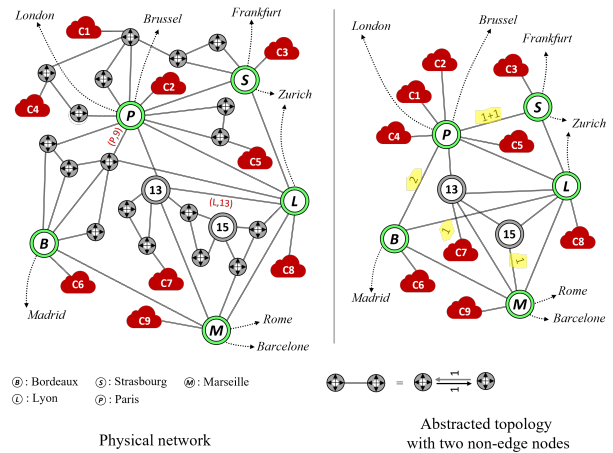 London
Brussel
Frankfurt
C1
C3
C2
S
Zurich
C4
P
(P,9)
C5
13
(L,13)
L
15
B
C8
C6
C7
Madrid
C9
M
Rome
Barcelone
London
Brussel
Frankfurt
C2
C3
C1
1+1
S
Zurich
C4
P
C5
2
13
L
1
15
B
C7
C8
1
C6
Madrid
C9
M
Rome
Barcelone
B : Bordeaux
S : Strasbourg
M : Marseille
L : Lyon
P : Paris
=
1
1
Physical network
Abstracted topology
with two non-edge nodes